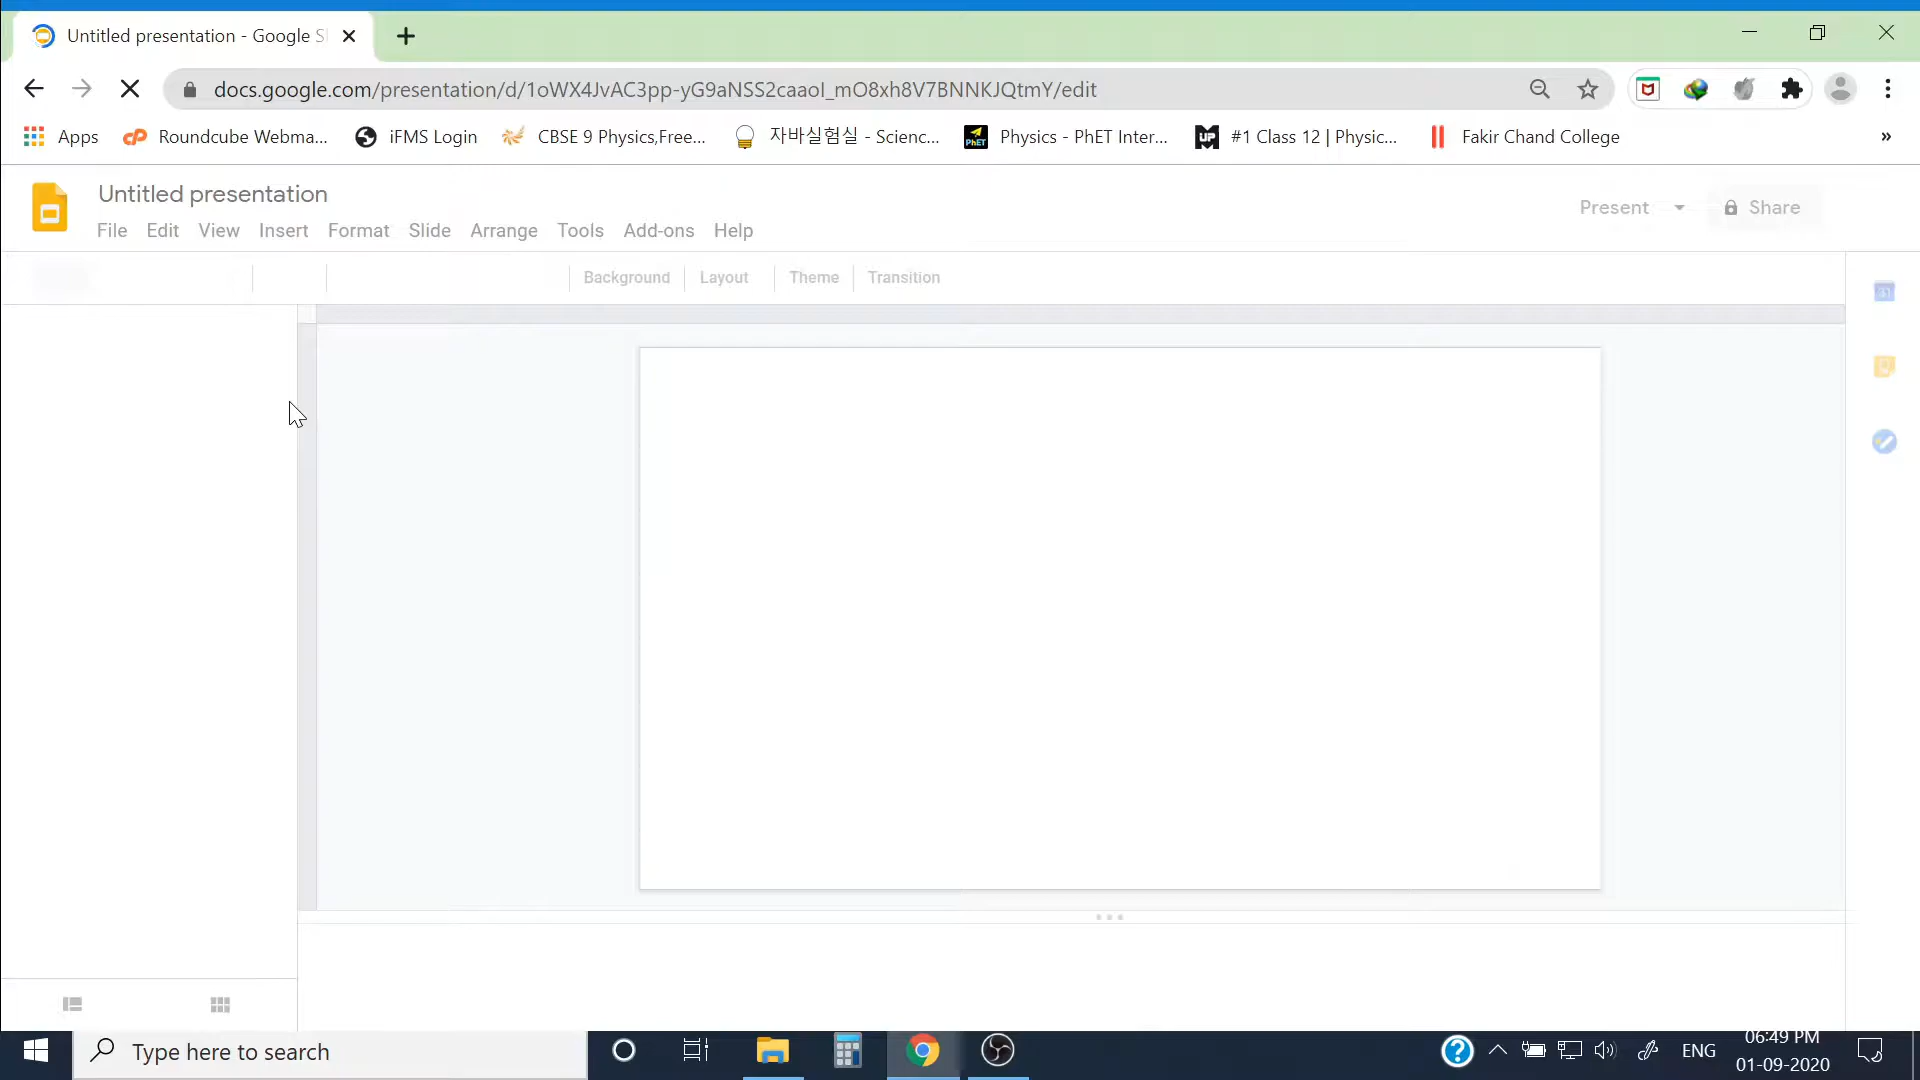 Untitled presentation - Google S
docs.google.com/presentation/d/1oWX4JvAC3pp-yG9aNSS2caaoI_mO8xh8V7BNNKJQtmY/edit
Apps Roundcube Webma... iFMS Login CBSE 9 Physics,Free... 자바실험실 - Scienc... Physics - PhET Inter... #1 Class 12 | Physic... Fakir Chand College »
Untitled presentation
Present Share
File Edit View Insert Format Slide Arrange Tools Add-ons Help
Background Layout Theme Transition
31
Type here to search
ENG
06:49 PM
01-09-2020